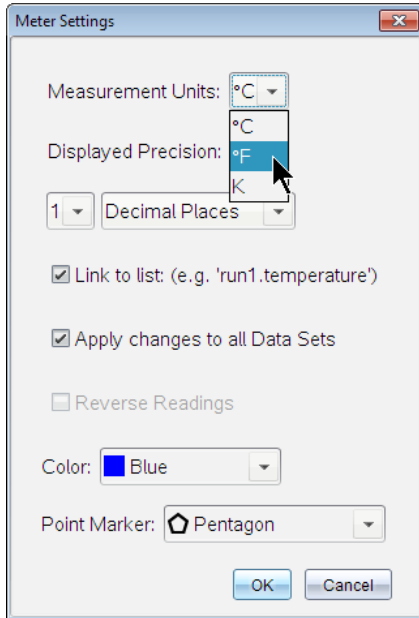 Meter Settings
Measurement Units: °C
°C
°F
K
Displayed Precision:
1 Decimal Places
Link to list: (e.g. 'run1.temperature')
Apply changes to all Data Sets
Reverse Readings
Color: Blue
Point Marker: Pentagon
OK Cancel